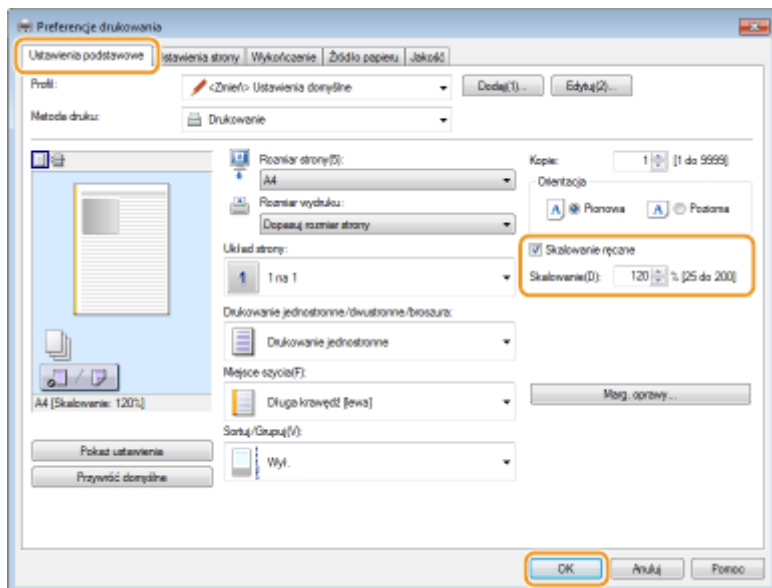 Preferencje drukowania
Ustawienia podstawowe
Ustawienia strony
Wykończenie
Źródło papieru
Jakość
Profil:
<Zmień> Ustawienia domyślne
Dodaj(1)...
Edytuj(2)...
Metoda druku:
Drukowanie
Rozmiar strony(5):
A4
Rozmiar wydruku:
Dopasuj rozmiar strony
Układ strony:
1
1 na 1
Drukowanie jednostronne/dwustronne/broszura:
Drukowanie jednostronne
Miejsce szycia(F):
Długa krawędź [lewa]
Sortuj/Grupuj(V):
Wył.
Kopie:
1 [1 do 9999]
Orientacja
A Pionowa
A Pozioma
Skalowanie ręczne
Skalowanie(D): 120 % [25 do 200]
Marg. oprawy...
A4 [Skalowanie: 120%]
Pokaż ustawienia
Przywróć domyślne
OK
Anuluj
Pomoc